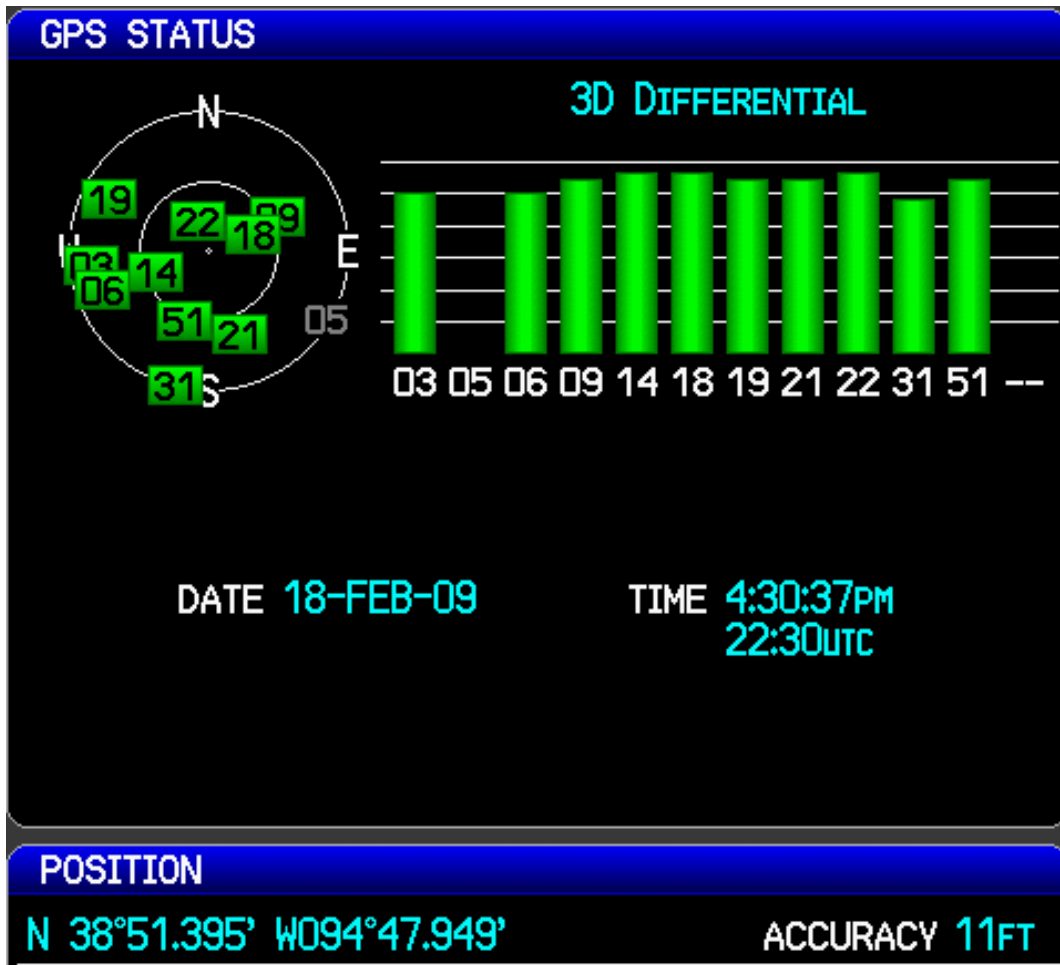 GPS STATUS
3D DIFFERENTIAL
N
19
22 18 09
W E
03 14
06
51 21 05
31 S
03 05 06 09 14 18 19 21 22 31 51 --
DATE 18-FEB-09 TIME 4:30:37PM
22:30UTC
POSITION
N 38°51.395' W094°47.949' ACCURACY 11FT